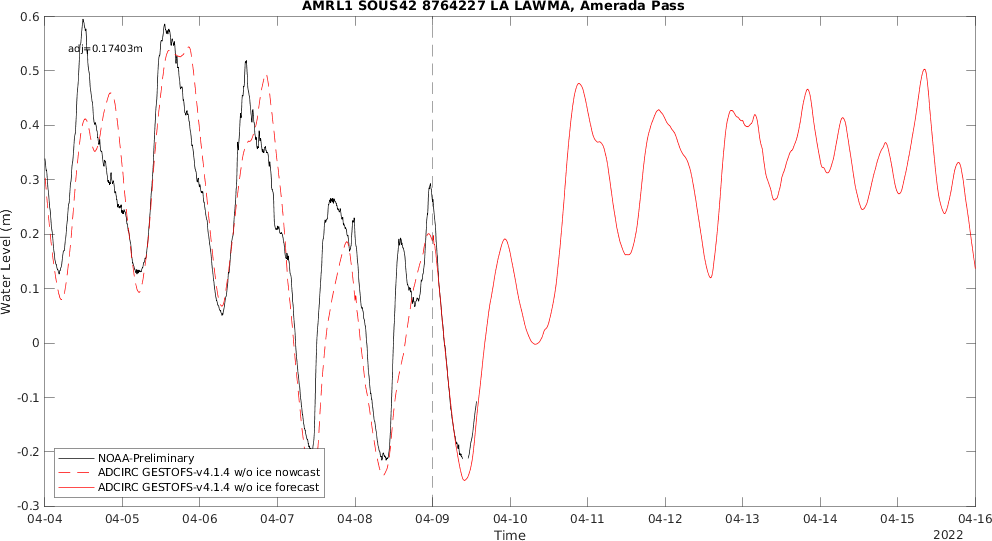 AMRL1 SOUS42 8764227 LA LAWMA, Amerada Pass
adj=0.17403m
Water Level (m)
0.6
0.5
0.4
0.3
0.2
0.1
0
-0.1
-0.2
-0.3
NOAA-Preliminary
ADCIRC GESTOFS-v4.1.4 w/o ice nowcast
ADCIRC GESTOFS-v4.1.4 w/o ice forecast
04-04 04-05 04-06 04-07 04-08 04-09 04-10 04-11 04-12 04-13 04-14 04-15 04-16
Time
2022